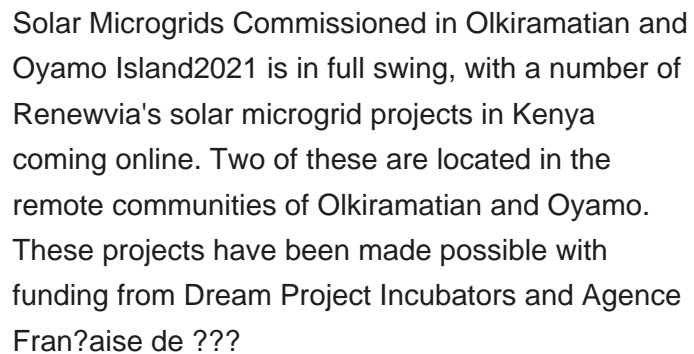 Solar Microgrids Commissioned in Olkiramatian and
Oyamo Island2021 is in full swing, with a number of
Renewvia's solar microgrid projects in Kenya
coming online. Two of these are located in the
remote communities of Olkiramatian and Oyamo.
These projects have been made possible with
funding from Dream Project Incubators and Agence
Fran?aise de ???